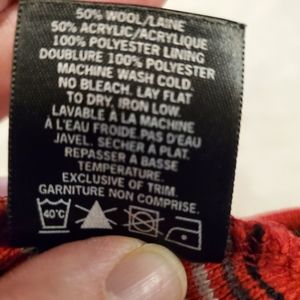 50% WOOL/LAINE
50% ACRYLIC/ACRYLIQUE
100% POLYESTER LINING
DOUBLURE 100% POLYESTER
MACHINE WASH COLD.
NO BLEACH. LAY FLAT
TO DRY, IRON LOW.
LAVABLE À LA MACHINE
À L'EAU FROIDE.PAS D'EAU
JAVEL. SÉCHER À PLAT.
REPASSER À BASSE
TEMPERATURE.
EXCLUSIVE OF TRIM.
GARNITURE NON COMPRISE.
40°C